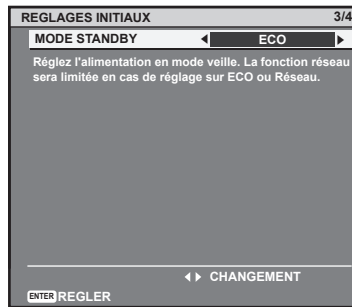 REGLAGES INITIAUX 3/4
MODE STANDBY ECO
Réglez l'alimentation en mode veille. La fonction réseau
sera limitée en cas de réglage sur ECO ou Réseau.
CHANGEMENT
ENTER REGLER